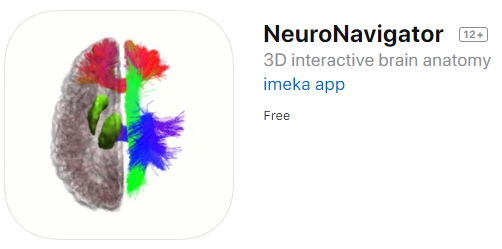 NeuroNavigator 12+
3D interactive brain anatomy
imeka app
Free